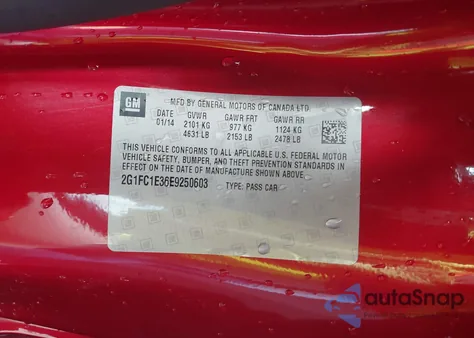 GM
MFD BY GENERAL MOTORS OF CANADA LTD
DATE GVWR GAWR FRT GAWR RR
01/14 2101 KG 977 KG 1124 KG
4631 LB 2153 LB 2478 LB
THIS VEHICLE CONFORMS TO ALL APPLICABLE U.S. FEDERAL MOTOR
VEHICLE SAFETY, BUMPER, AND THEFT PREVENTION STANDARDS IN
EFFECT ON THE DATE OF MANUFACTURE SHOWN ABOVE.
2G1FC1E36E9250603 TYPE: PASS CAR
autoSnap